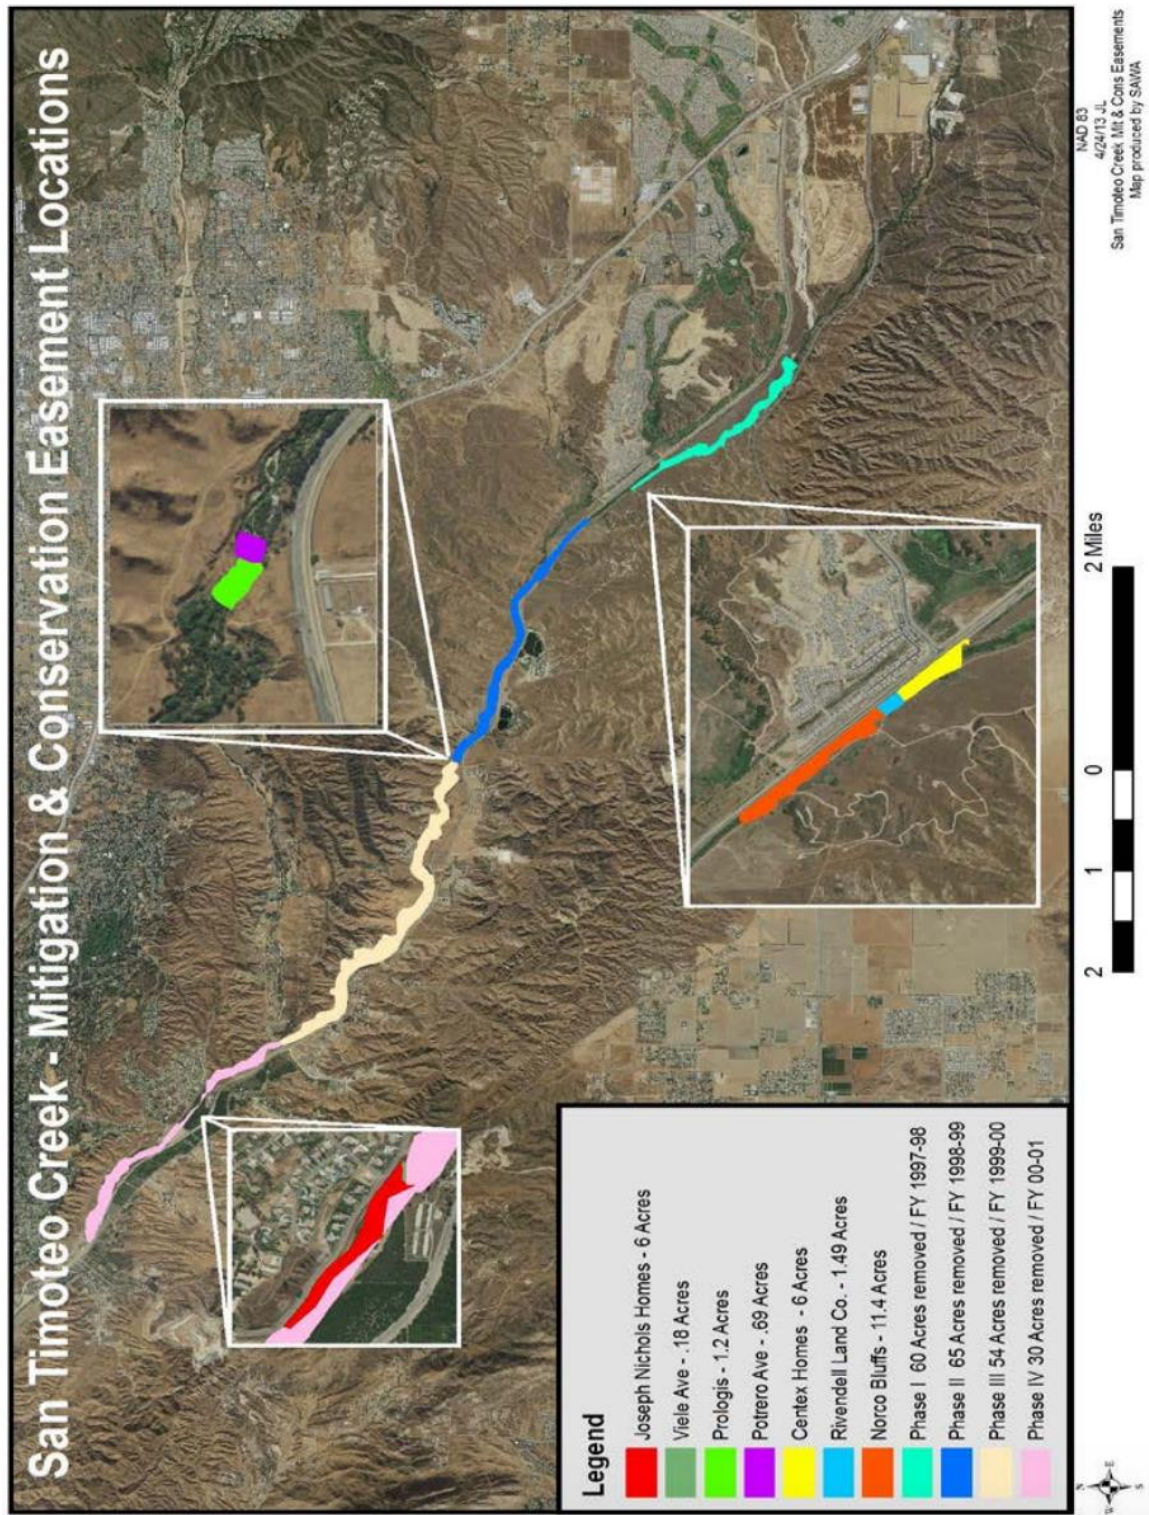 San Timoteo Creek - Mitigation & Conservation Easement Locations
Legend
Joseph Nichols Homes - 6 Acres
Viele Ave - .18 Acres
Prologis - 1.2 Acres
Potrero Ave - .69 Acres
Centex Homes - 6 Acres
Rivendell Land Co. - 1.49 Acres
Norco Bluffs - 11.4 Acres
Phase I 60 Acres removed / FY 1997-98
Phase II 65 Acres removed / FY 1998-99
Phase III 54 Acres removed / FY 1999-00
Phase IV 30 Acres removed / FY 00-01
N
W
E
S
2 1 0 2 Miles
NAD 83
4/24/13 JL
San Timoteo Creek Mit & Cons Easements
Map produced by SAWA